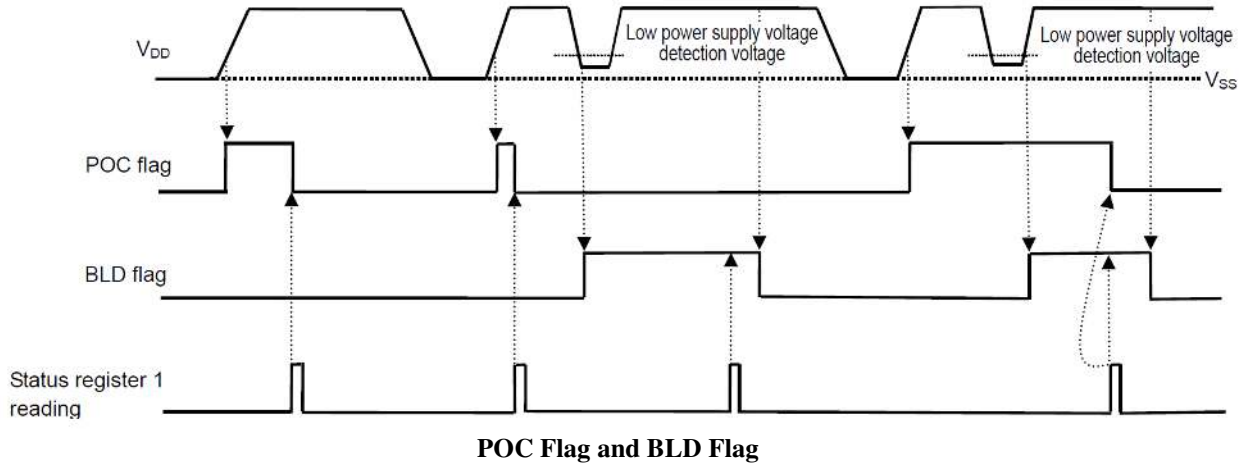 Low power supply voltage
detection voltage
Low power supply voltage
detection voltage
VDD
VSS
POC flag
BLD flag
Status register 1
reading
POC Flag and BLD Flag